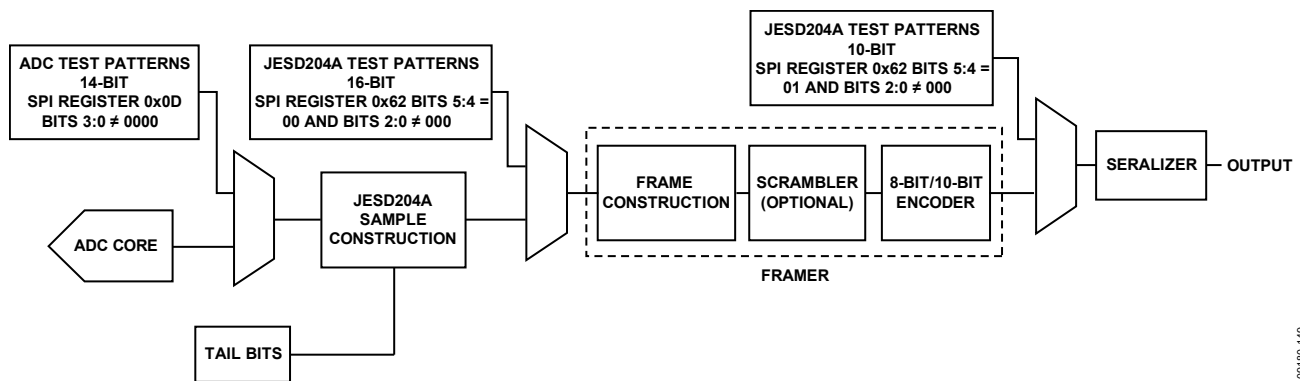 ADC TEST PATTERNS
14-BIT
SPI REGISTER 0x0D
BITS 3:0 ≠ 0000
JESD204A TEST PATTERNS
16-BIT
SPI REGISTER 0x62 BITS 5:4 =
00 AND BITS 2:0 ≠ 000
JESD204A TEST PATTERNS
10-BIT
SPI REGISTER 0x62 BITS 5:4 =
01 AND BITS 2:0 ≠ 000
ADC CORE
JESD204A
SAMPLE
CONSTRUCTION
TAIL BITS
FRAME
CONSTRUCTION
SCRAMBLER
(OPTIONAL)
8-BIT/10-BIT
ENCODER
FRAMER
SERALIZER
OUTPUT